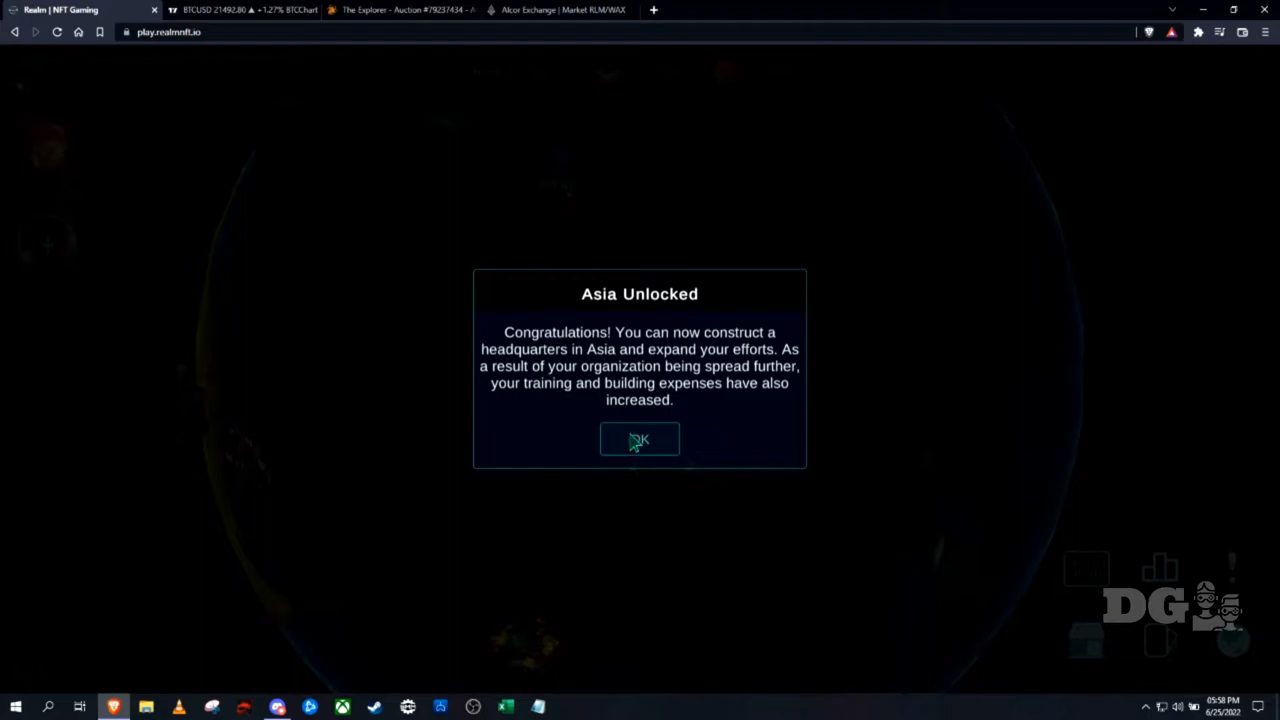 Realm | NFT Gaming
BTCUSD 21492.80 ▲ +1.27% BTCChart
The Explorer - Auction #79237434 - A
Alcor Exchange | Market RLM/WAX
play.realmnft.io
Asia Unlocked
Congratulations! You can now construct a
headquarters in Asia and expand your efforts. As
a result of your organization being spread further,
your training and building expenses have also
increased.
OK
DG
05:58 PM
6/25/2022